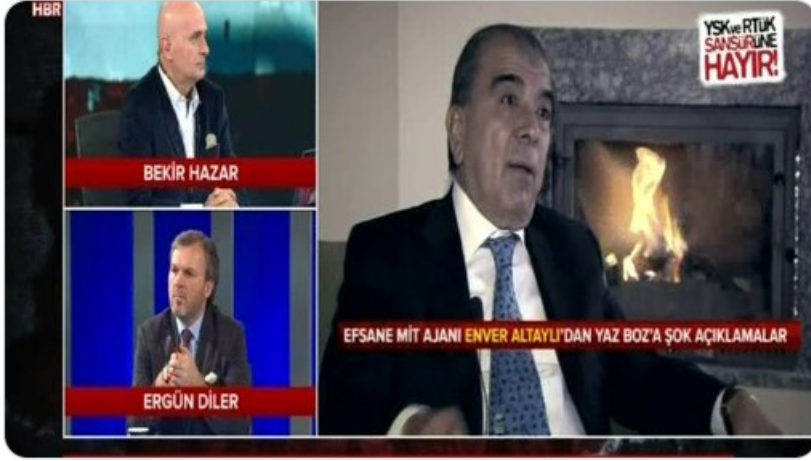 HBR
YSK ve RTÜK
SANSÜRÜNE
HAYIR!
BEKİR HAZAR
EFSANE MİT AJANI ENVER ALTAYLI'DAN YAZ BOZ'A ŞOK AÇIKLAMALAR
ERGÜN DİLER